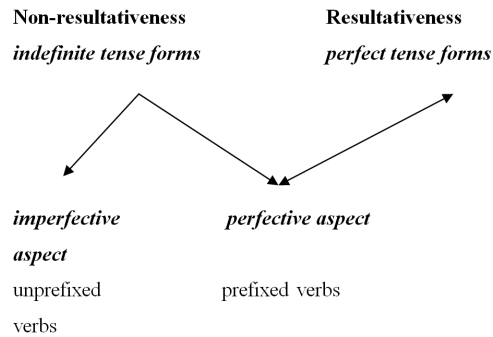 Non-resultativeness Resultativeness
indefinite tense forms perfect tense forms
imperfective perfective aspect
aspect
unprefixed prefixed verbs
verbs